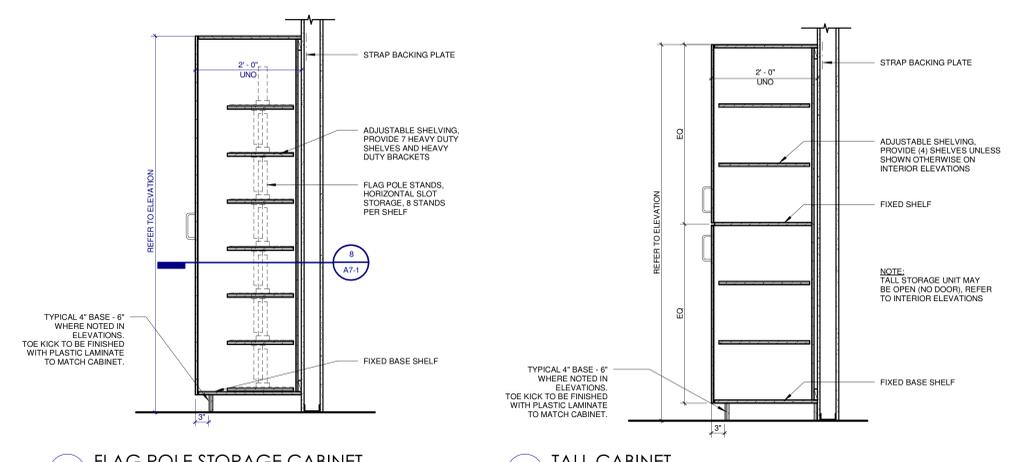 STRAP BACKING PLATE
2' - 0"
UNO
ADJUSTABLE SHELVING,
PROVIDE 7 HEAVY DUTY
SHELVES AND HEAVY
DUTY BRACKETS
FLAG POLE STANDS,
HORIZONTAL SLOT
STORAGE, 8 STANDS
PER SHELF
REFER TO ELEVATION
8
A7-1
TYPICAL 4" BASE - 6"
WHERE NOTED IN
ELEVATIONS.
TOE KICK TO BE FINISHED
WITH PLASTIC LAMINATE
TO MATCH CABINET.
FIXED BASE SHELF
3"
FLAG POLE STORAGE CABINET
STRAP BACKING PLATE
2' - 0"
UNO
EQ
ADJUSTABLE SHELVING,
PROVIDE (4) SHELVES UNLESS
SHOWN OTHERWISE ON
INTERIOR ELEVATIONS
FIXED SHELF
REFER TO ELEVATION
NOTE:
TALL STORAGE UNIT MAY
BE OPEN (NO DOOR), REFER
TO INTERIOR ELEVATIONS
EQ
TYPICAL 4" BASE - 6"
WHERE NOTED IN
ELEVATIONS.
TOE KICK TO BE FINISHED
WITH PLASTIC LAMINATE
TO MATCH CABINET.
FIXED BASE SHELF
3"
TALL CABINET